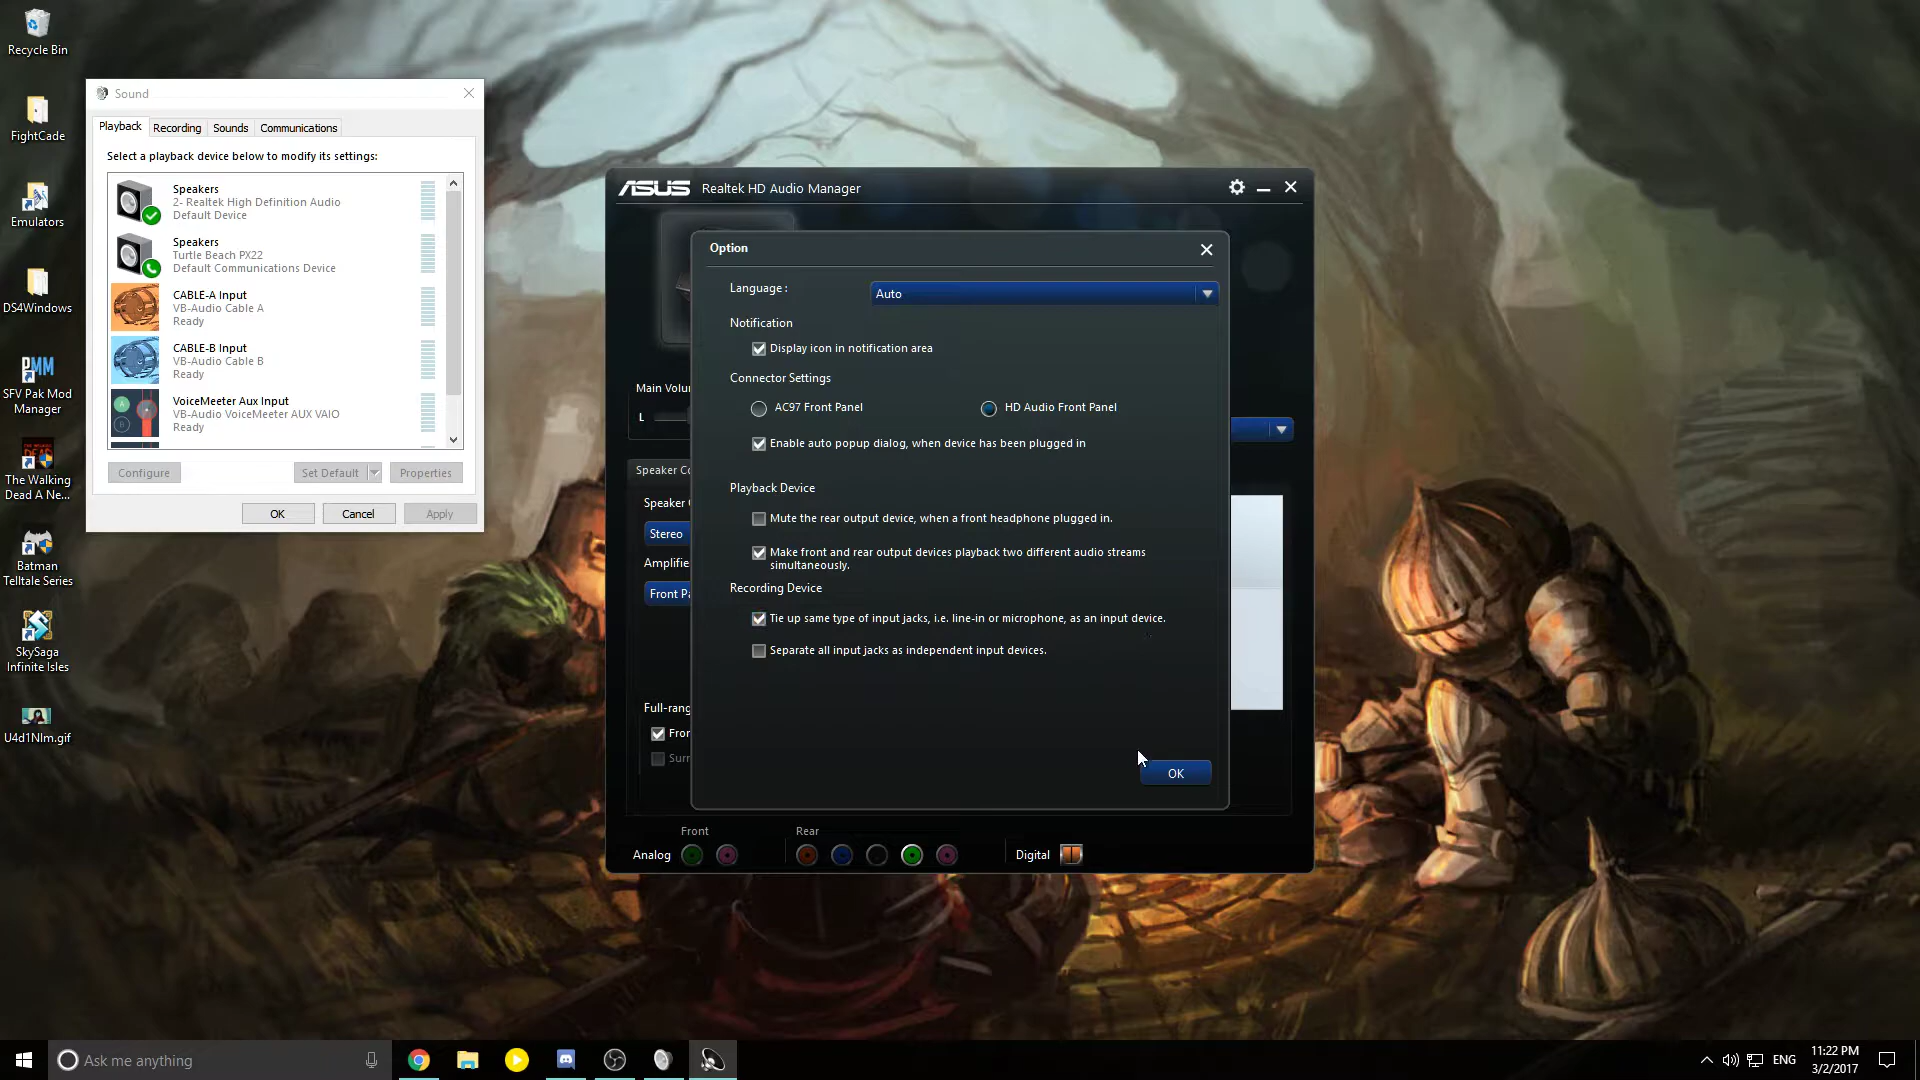 Recycle Bin
FightCade
Emulators
DS4Windows
SFV Pak Mod
Manager
The Walking
Dead A Ne...
Batman
Telltale Series
SkySaga
Infinite Isles
U4d1NIm.gif
Sound
Playback
Recording
Sounds
Communications
Select a playback device below to modify its settings:
Speakers
2- Realtek High Definition Audio
Default Device
Speakers
Turtle Beach PX22
Default Communications Device
CABLE-A Input
VB-Audio Cable A
Ready
CABLE-B Input
VB-Audio Cable B
Ready
VoiceMeeter Aux Input
VB-Audio VoiceMeeter AUX VAIO
Ready
Configure
Set Default
Properties
OK
Cancel
Apply
ASUS Realtek HD Audio Manager
Main Volu
L
Speaker Co
Speaker C
Stereo
Amplifie
Front Pa
Full-rang
Fron
Surr
Option
Language :
Auto
Notification
Display icon in notification area
Connector Settings
AC97 Front Panel
HD Audio Front Panel
Enable auto popup dialog, when device has been plugged in
Playback Device
Mute the rear output device, when a front headphone plugged in.
Make front and rear output devices playback two different audio streams
simultaneously.
Recording Device
Tie up same type of input jacks, i.e. line-in or microphone, as an input device.
Separate all input jacks as independent input devices.
OK
Front
Rear
Analog
Digital
Ask me anything
ENG
11:22 PM
3/2/2017